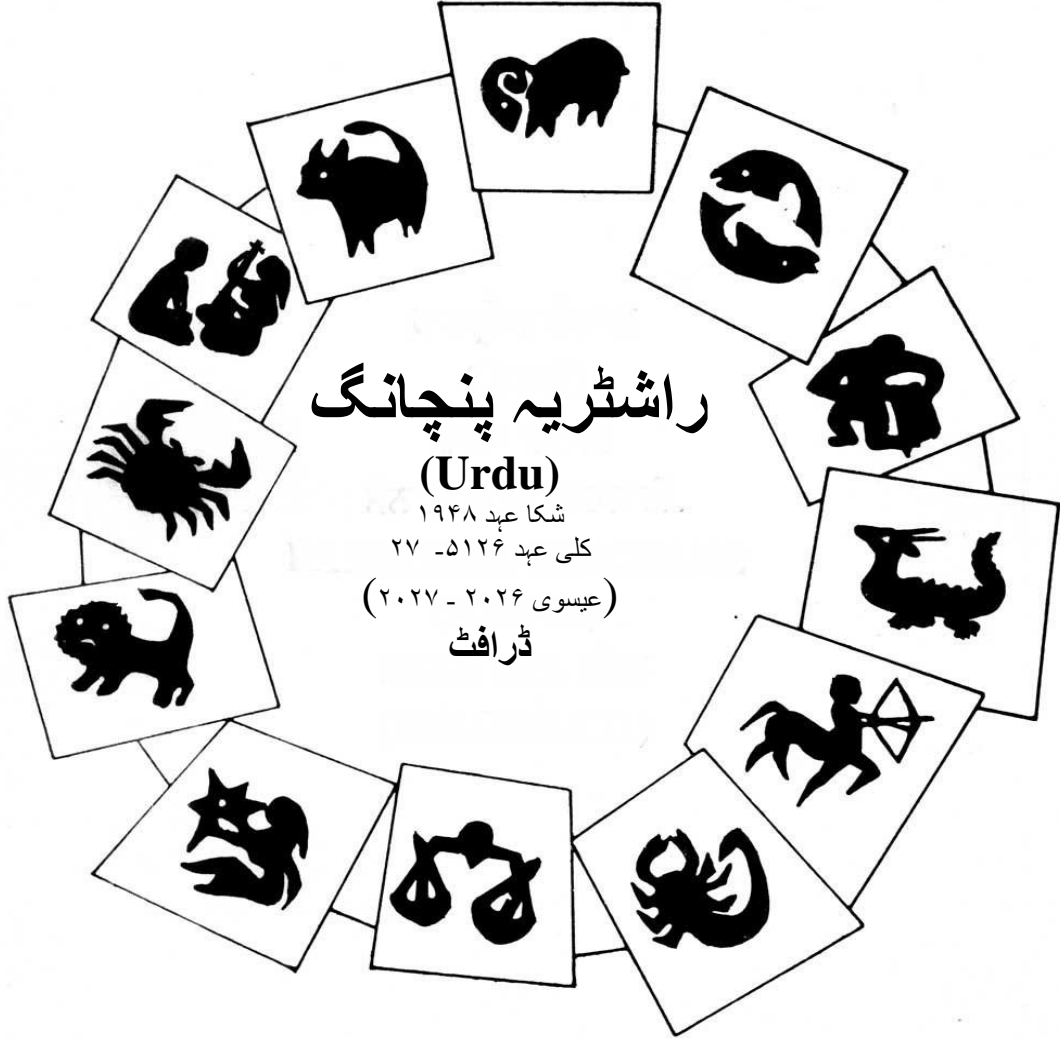 راشٹریہ پنچانگ
(Urdu)
شکا عہد ۱۹۴۸
کلی عہد ۵۱۲۶- ۲۷
(عیسوی ۲۰۲۶ - ۲۰۲۷)
ڈرافٹ